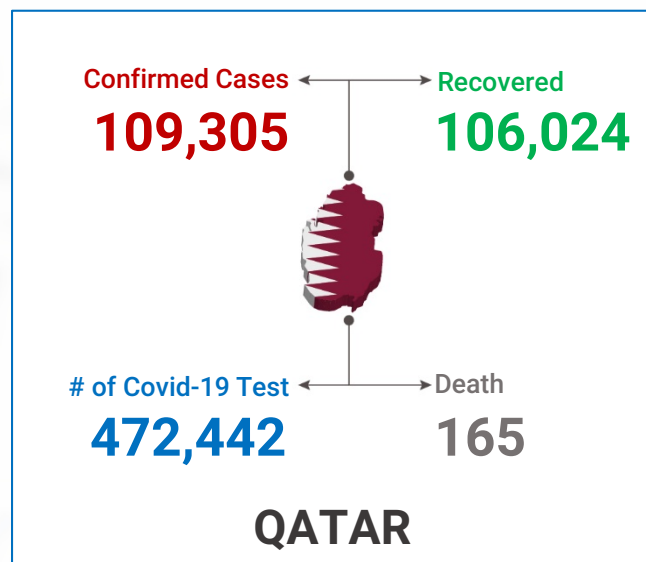 Confirmed Cases
109,305
Recovered
106,024
# of Covid-19 Test
472,442
Death
165
QATAR